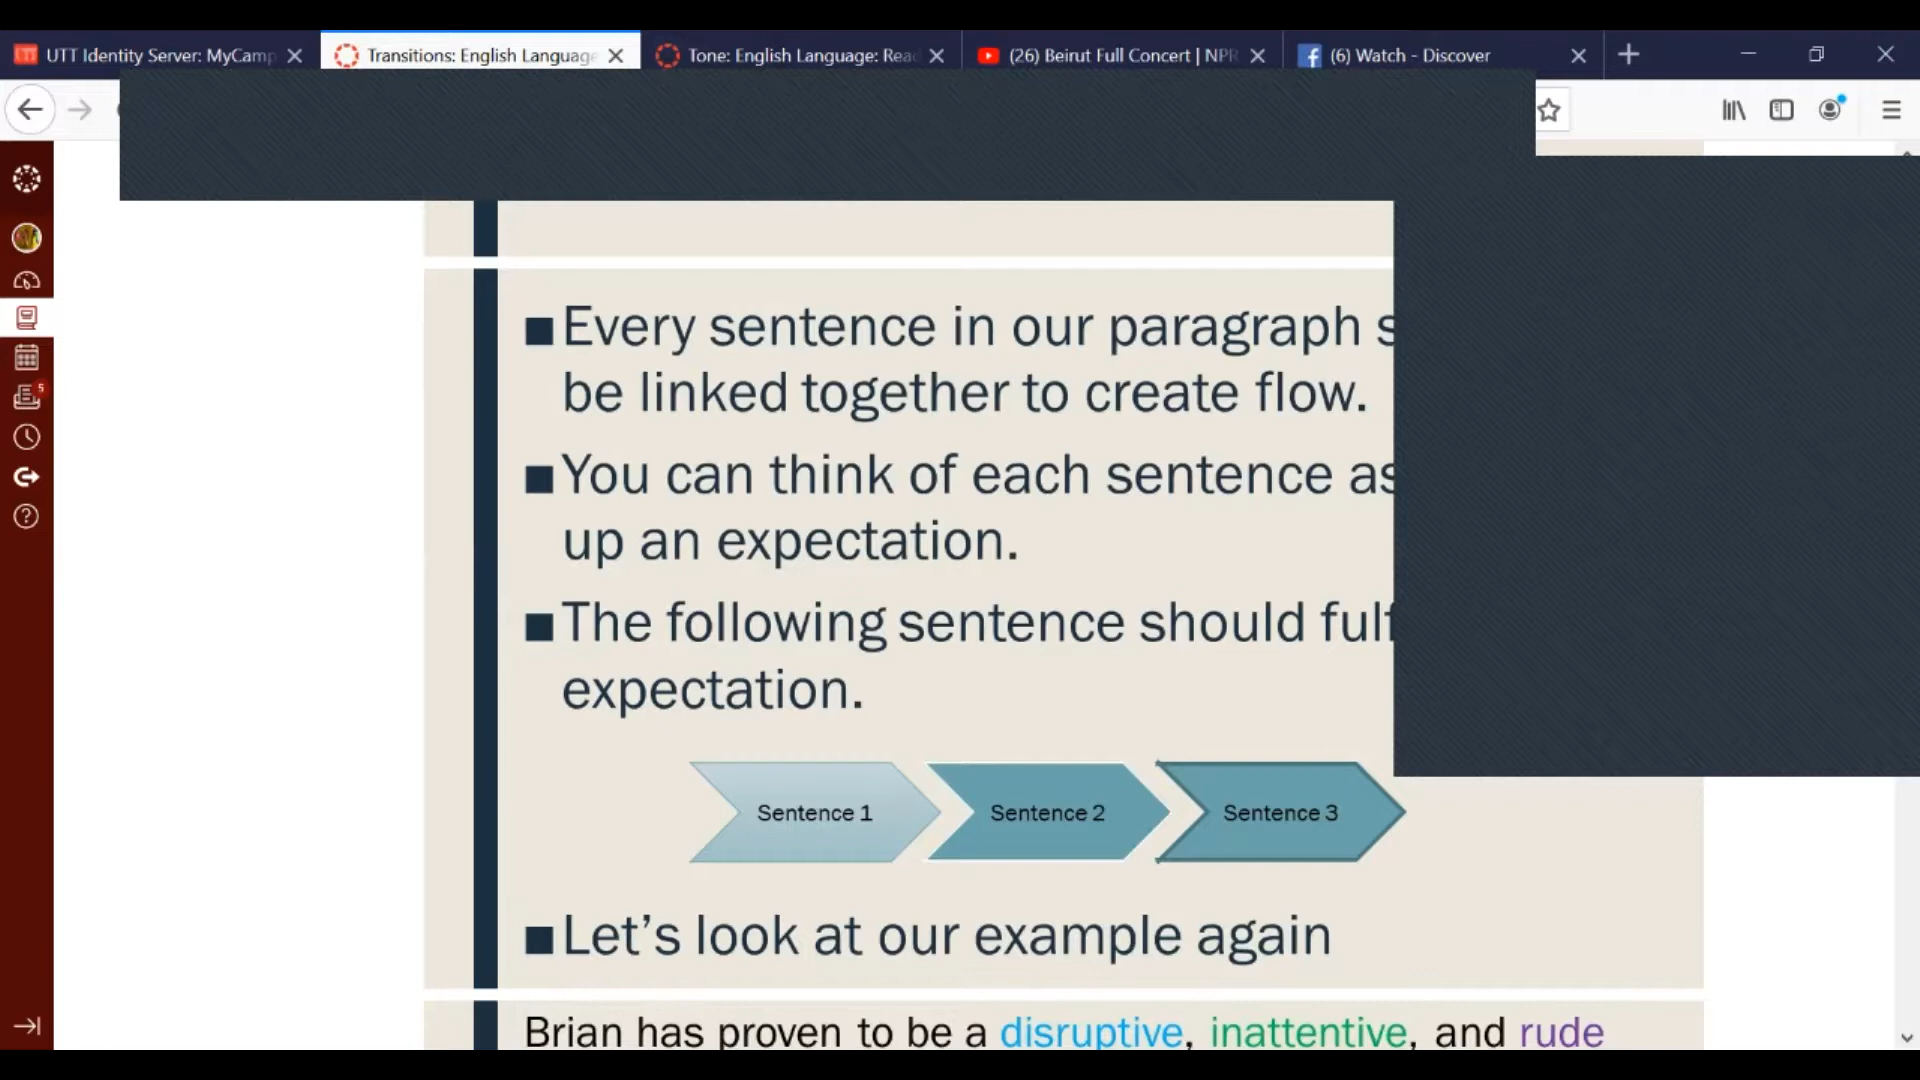 UTT Identity Server: MyCamp
Transitions: English Language
Tone: English Language: Rea
(26) Beirut Full Concert | NPR
(6) Watch - Discover
5
■Every sentence in our paragraph
be linked together to create flow.
■You can think of each sentence as
up an expectation.
■The following sentence should
expectation.
Sentence 1
Sentence 2
Sentence 3
■Let’s look at our example again
Brian has proven to be a disruptive, inattentive, and rude